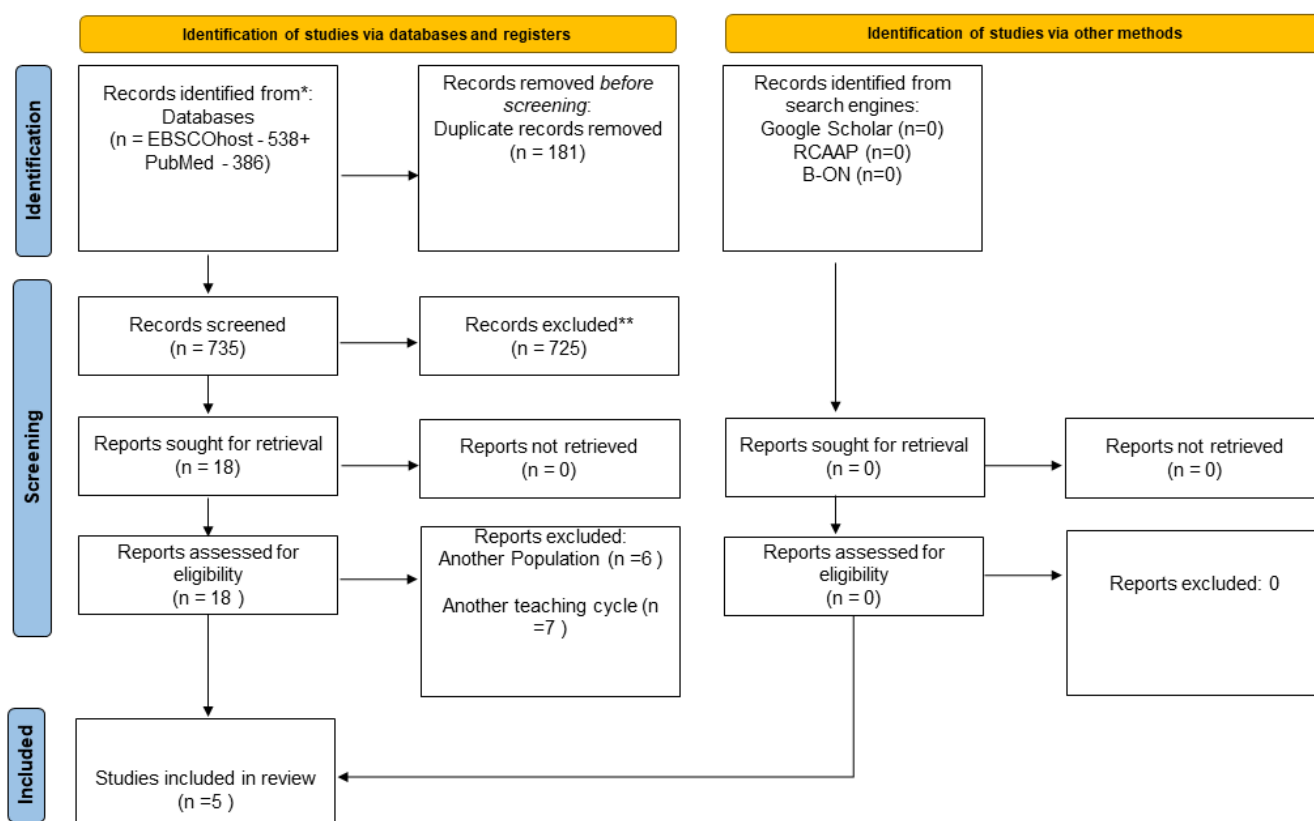 Identification of studies via databases and registers
Identification of studies via other methods
Identification
Records identified from*:
Databases
(n = EBSCOhost - 538+
PubMed - 386)
Records removed before
screening:
Duplicate records removed
(n = 181)
Records identified from
search engines:
Google Scholar (n=0)
RCAAP (n=0)
B-ON (n=0)
Screening
Records screened
(n = 735)
Records excluded**
(n = 725)
Reports sought for retrieval
(n = 18)
Reports not retrieved
(n = 0)
Reports sought for retrieval
(n = 0)
Reports not retrieved
(n = 0)
Reports assessed for
eligibility
(n = 18 )
Reports excluded:
Another Population (n =6 )
Another teaching cycle (n
=7 )
Reports assessed for
eligibility
(n = 0)
Reports excluded: 0
Included
Studies included in review
(n =5 )